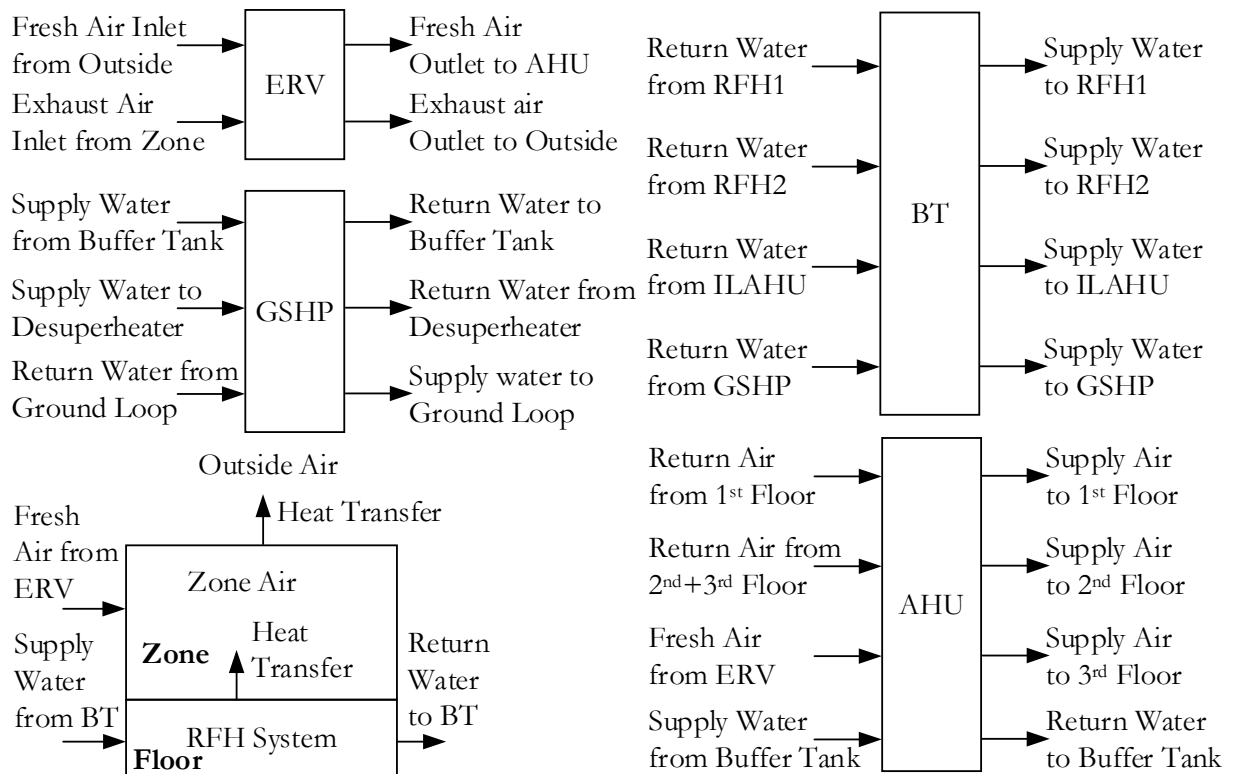 Fresh Air Inlet
from Outside
Exhaust Air
Inlet from Zone
ERV
Fresh Air
Outlet to AHU
Exhaust air
Outlet to Outside
Supply Water
from Buffer Tank
Supply Water to
Desuperheater
Return Water from
Ground Loop
GSHP
Return Water to
Buffer Tank
Return Water from
Desuperheater
Supply water to
Ground Loop
Outside Air
Heat Transfer
Fresh
Air from
ERV
Zone Air
Zone
Heat
Transfer
Supply
Water
from BT
RFH System
Floor
Return
Water
to BT
Return Water
from RFH1
Return Water
from RFH2
Return Water
from ILAHU
Return Water
from GSHP
BT
Supply Water
to RFH1
Supply Water
to RFH2
Supply Water
to ILAHU
Supply Water
to GSHP
Return Air
from 1st Floor
Return Air from
2nd+3rd Floor
Fresh Air
from ERV
Supply Water
from Buffer Tank
AHU
Supply Air
to 1st Floor
Supply Air
to 2nd Floor
Supply Air
to 3rd Floor
Return Water
to Buffer Tank